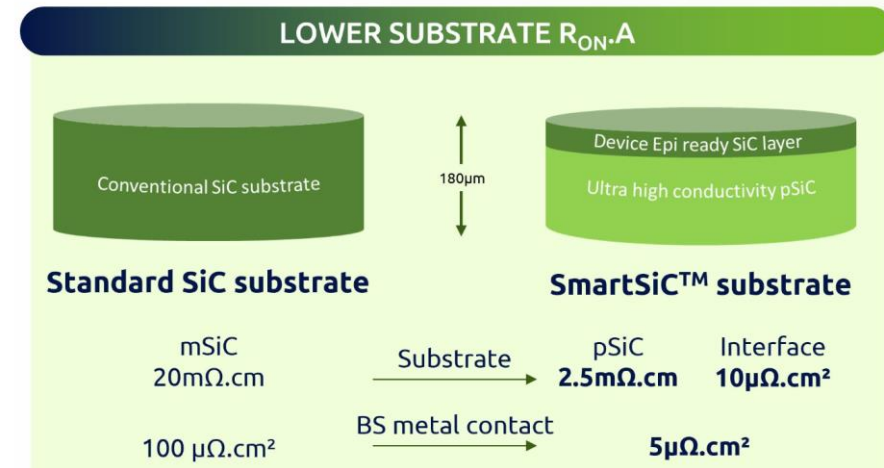 LOWER SUBSTRATE R_ON.A
Conventional SiC substrate
180µm
Device Epi ready SiC layer
Ultra high conductivity pSiC
Standard SiC substrate
SmartSiC™ substrate
mSiC
20mΩ.cm
Substrate
pSiC
2.5mΩ.cm
Interface
10µΩ.cm²
100 µΩ.cm²
BS metal contact
5µΩ.cm²